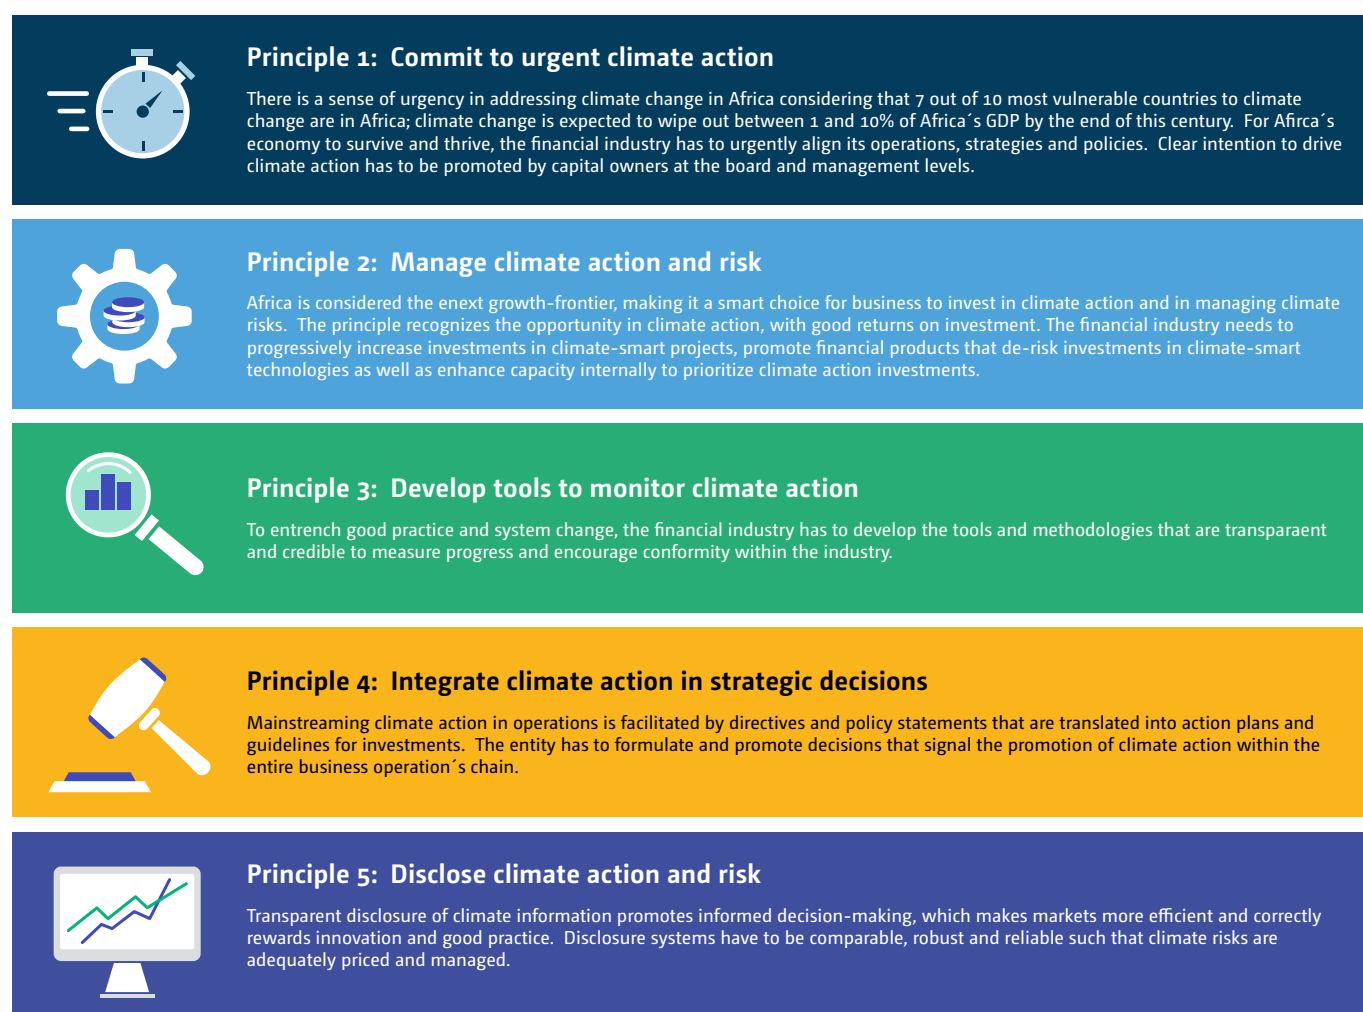 Principle 1:  Commit to urgent climate action
There is a sense of urgency in addressing climate change in Africa considering that 7 out of 10 most vulnerable countries to climate
change are in Africa; climate change is expected to wipe out between 1 and 10% of Africa´s GDP by the end of this century.  For Afirca´s
economy to survive and thrive, the financial industry has to urgently align its operations, strategies and policies.  Clear intention to drive
climate action has to be promoted by capital owners at the board and management levels.
Principle 2:  Manage climate action and risk
Africa is considered the enext growth-frontier, making it a smart choice for business to invest in climate action and in managing climate
risks.  The principle recognizes the opportunity in climate action, with good returns on investment. The financial industry needs to
progressively increase investments in climate-smart projects, promote financial products that de-risk investments in climate-smart
technologies as well as enhance capacity internally to prioritize climate action investments.
Principle 3:  Develop tools to monitor climate action
To entrench good practice and system change, the financial industry has to develop the tools and methodologies that are transparaent
and credible to measure progress and encourage conformity within the industry.
Principle 4:  Integrate climate action in strategic decisions
Mainstreaming climate action in operations is facilitated by directives and policy statements that are translated into action plans and
guidelines for investments.  The entity has to formulate and promote decisions that signal the promotion of climate action within the
entire business operation´s chain.
Principle 5:  Disclose climate action and risk
Transparent disclosure of climate information promotes informed decision-making, which makes markets more efficient and correctly
rewards innovation and good practice.  Disclosure systems have to be comparable, robust and reliable such that climate risks are
adequately priced and managed.